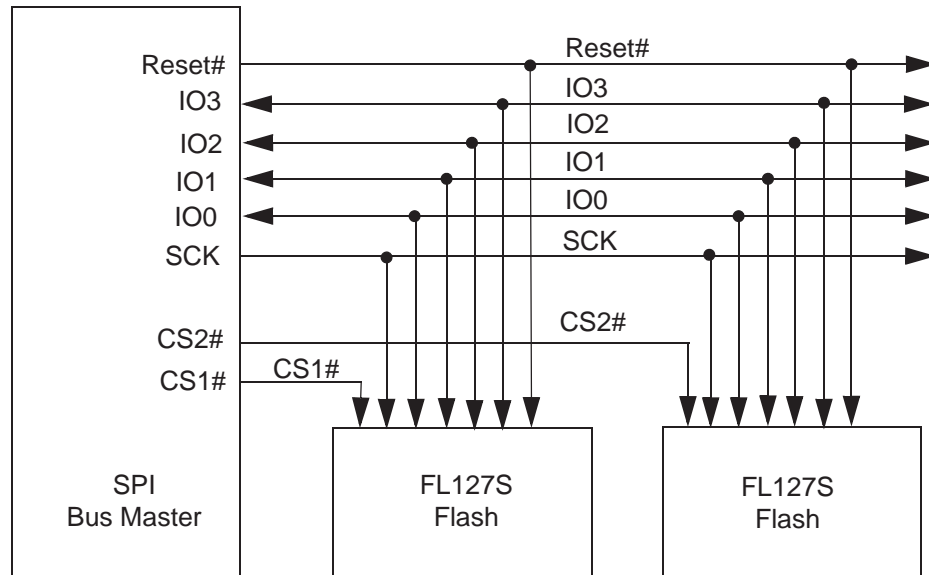 Reset#
Reset#
IO3
IO3
IO2
IO2
IO1
IO1
IO0
IO0
SCK
SCK
CS2#
CS2#
CS1#
CS1#
SPI
Bus Master
FL127S
Flash
FL127S
Flash